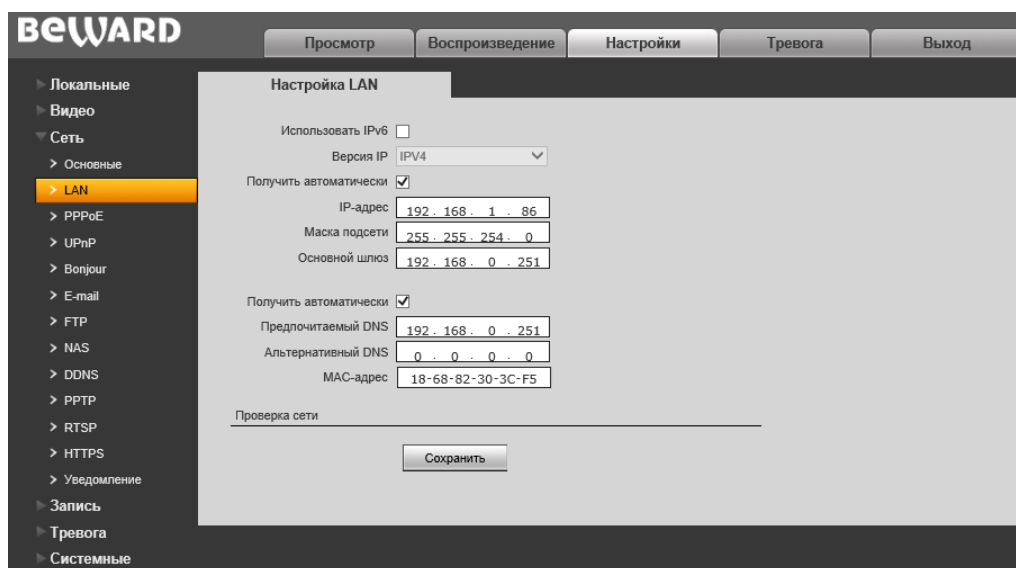 BEWARD
Просмотр Воспроизведение Настройки Тревога Выход
Локальные
Видео
Сеть
> Основные
> LAN
> PPPoE
> UPnP
> Bonjour
> E-mail
> FTP
> NAS
> DDNS
> PPTP
> RTSP
> HTTPS
> Уведомление
Запись
Тревога
Системные
Настройка LAN
Использовать IPv6
Версия IP IPV4
Получить автоматически
IP-адрес 192 . 168 . 1 . 86
Маска подсети 255 . 255 . 254 . 0
Основной шлюз 192 . 168 . 0 . 251
Получить автоматически
Предпочитаемый DNS 192 . 168 . 0 . 251
Альтернативный DNS 0 . 0 . 0 . 0
MAC-адрес 18-68-82-30-3C-F5
Проверка сети
Сохранить